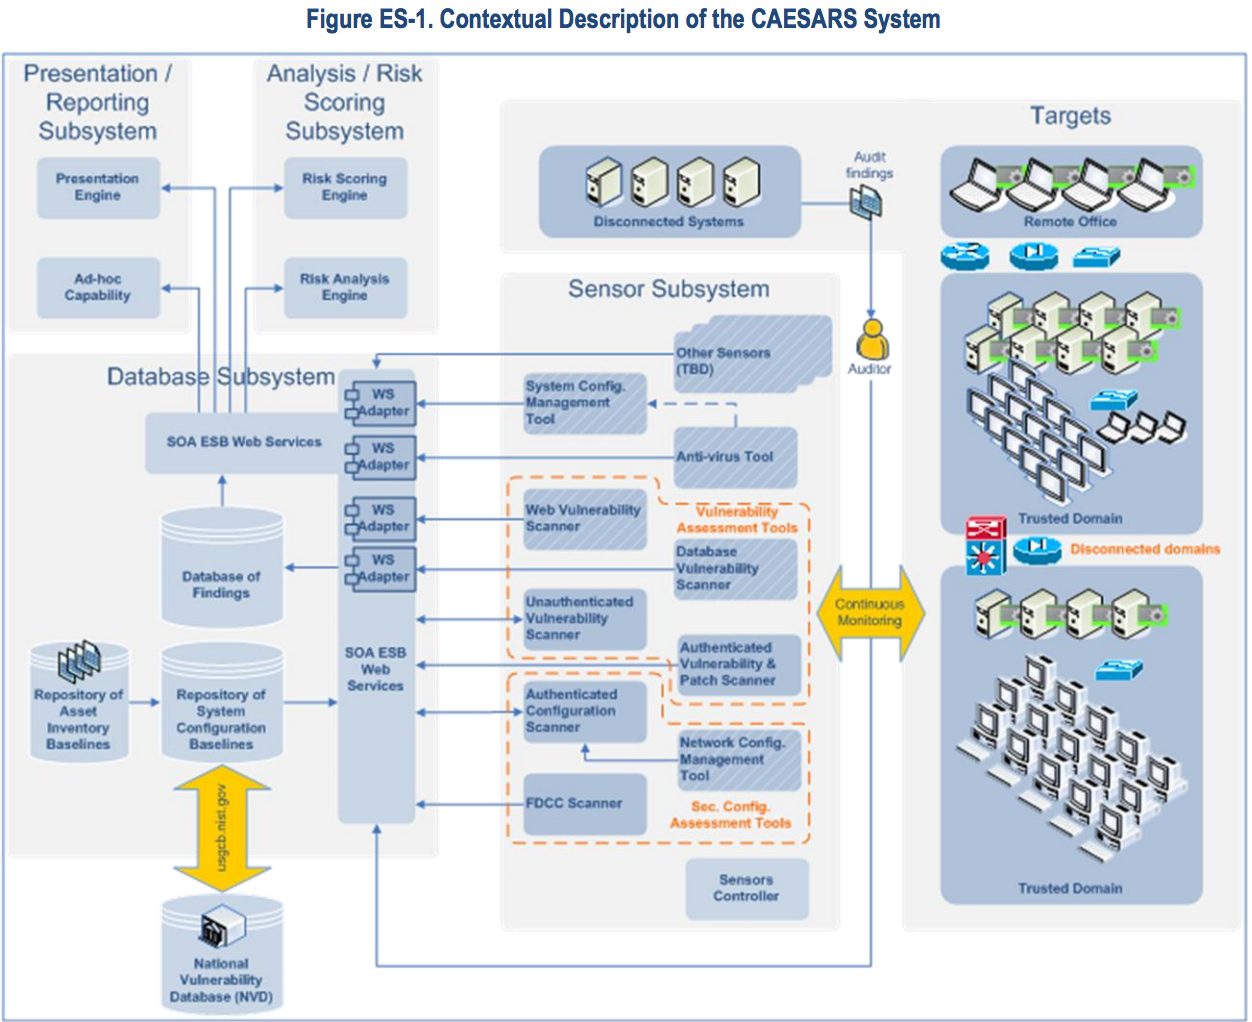 Figure ES-1. Contextual Description of the CAESARS System
Presentation /
Reporting
Subsystem
Presentation
Engine
Ad-hoc
Capability
Analysis / Risk
Scoring
Subsystem
Risk Scoring
Engine
Risk Analysis
Engine
Database Subsystem
SOA ESB Web Services
WS
Adapter
WS
Adapter
WS
Adapter
WS
Adapter
SOA ESB
Web
Services
Database of
Findings
Repository of
Asset
Inventory
Baselines
Repository of
System
Configuration
Baselines
usgcb.nist.gov
National
Vulnerability
Database (NVD)
Disconnected Systems
Audit
findings
Auditor
Sensor Subsystem
Other Sensors
(TBD)
System Config.
Management
Tool
Anti-virus Tool
Web Vulnerability
Scanner
Vulnerability
Assessment Tools
Database
Vulnerability
Scanner
Unauthenticated
Vulnerability
Scanner
Authenticated
Vulnerability &
Patch Scanner
Authenticated
Configuration
Scanner
Network Config.
Management
Tool
FDCC Scanner
Sec. Config.
Assessment Tools
Sensors
Controller
Continuous
Monitoring
Targets
Remote Office
Trusted Domain
Disconnected domains
Trusted Domain